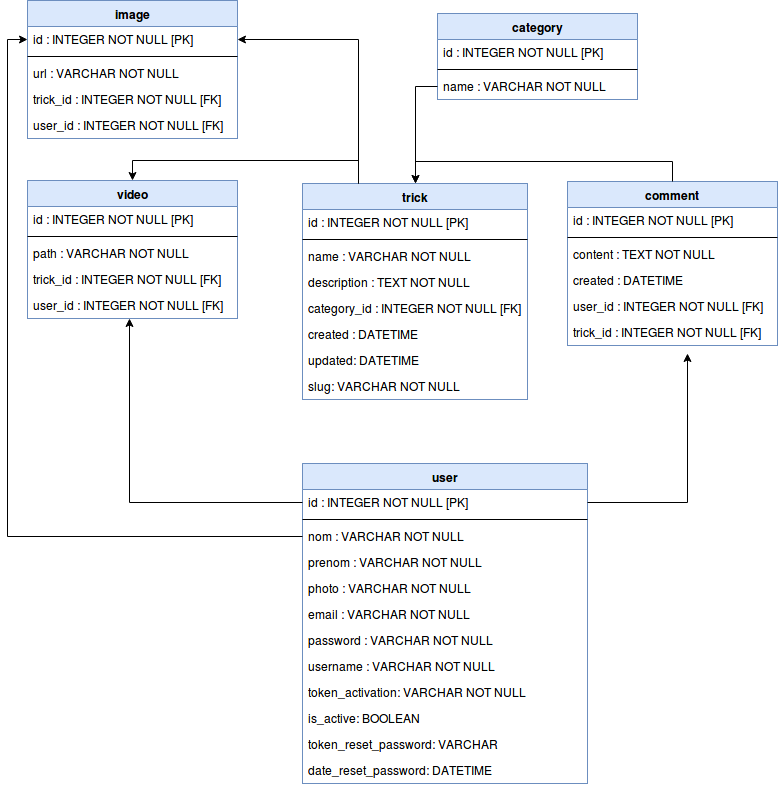 image
id : INTEGER NOT NULL [PK]
url : VARCHAR NOT NULL
trick_id : INTEGER NOT NULL [FK]
user_id : INTEGER NOT NULL [FK]
category
id : INTEGER NOT NULL [PK]
name : VARCHAR NOT NULL
video
id : INTEGER NOT NULL [PK]
path : VARCHAR NOT NULL
trick_id : INTEGER NOT NULL [FK]
user_id : INTEGER NOT NULL [FK]
trick
id : INTEGER NOT NULL [PK]
name : VARCHAR NOT NULL
description : TEXT NOT NULL
category_id : INTEGER NOT NULL [FK]
created : DATETIME
updated: DATETIME
slug: VARCHAR NOT NULL
comment
id : INTEGER NOT NULL [PK]
content : TEXT NOT NULL
created : DATETIME
user_id : INTEGER NOT NULL [FK]
trick_id : INTEGER NOT NULL [FK]
user
id : INTEGER NOT NULL [PK]
nom : VARCHAR NOT NULL
prenom : VARCHAR NOT NULL
photo : VARCHAR NOT NULL
email : VARCHAR NOT NULL
password : VARCHAR NOT NULL
username : VARCHAR NOT NULL
token_activation: VARCHAR NOT NULL
is_active: BOOLEAN
token_reset_password: VARCHAR
date_reset_password: DATETIME